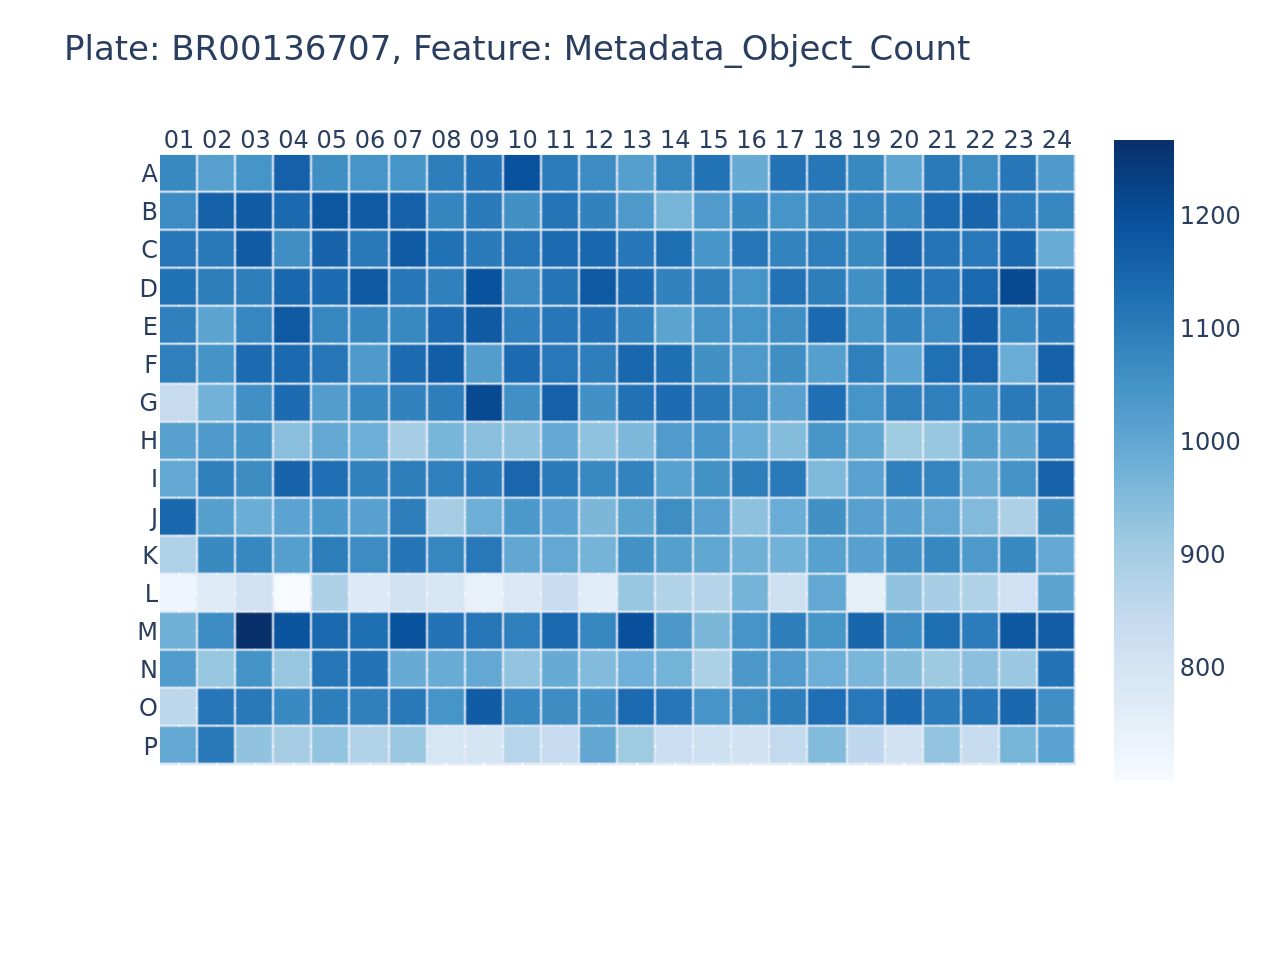 Plate: BR00136707, Feature: Metadata_Object_Count
01 02 03 04 05 06 07 08 09 10 11 12 13 14 15 16 17 18 19 20 21 22 23 24
A
B
C
D
E
F
G
H
I
J
K
L
M
N
O
P
1200
1100
1000
900
800